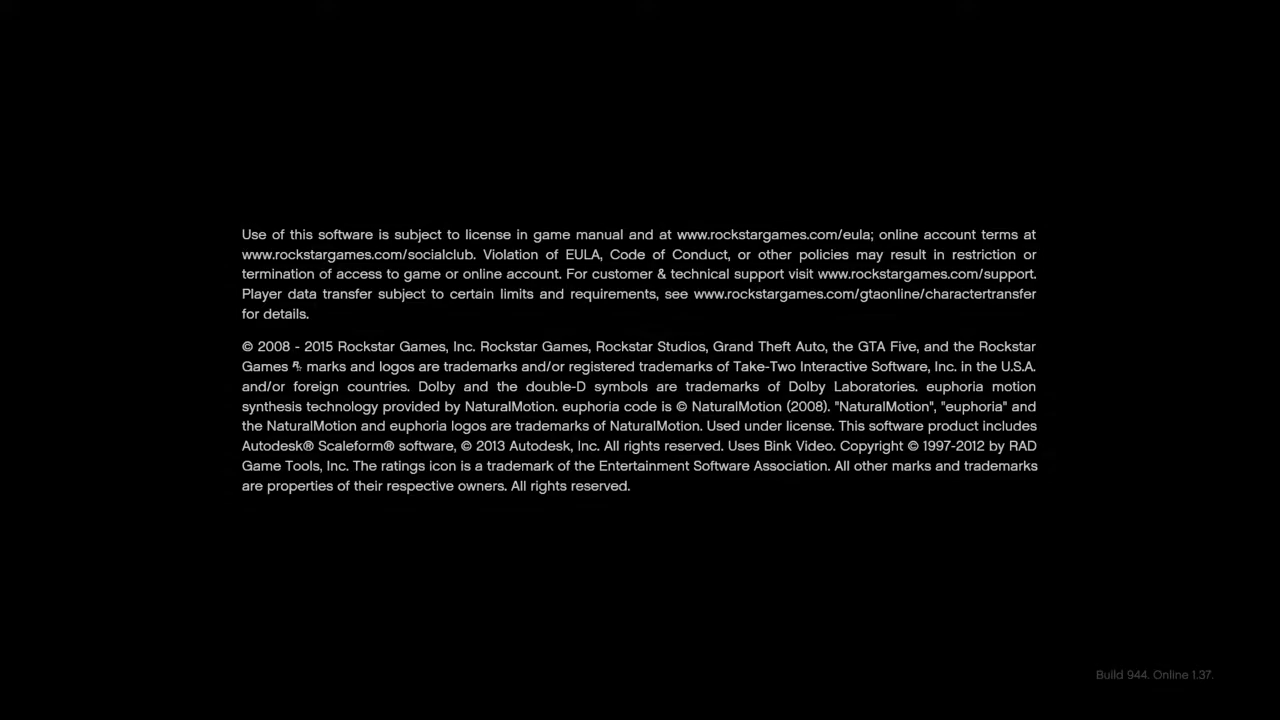 Use of this software is subject to license in game manual and at www.rockstargames.com/eula; online account terms at
www.rockstargames.com/socialclub. Violation of EULA, Code of Conduct, or other policies may result in restriction or
termination of access to game or online account. For customer & technical support visit www.rockstargames.com/support.
Player data transfer subject to certain limits and requirements, see www.rockstargames.com/gtaonline/charactertransfer
for details.
© 2008 - 2015 Rockstar Games, Inc. Rockstar Games, Rockstar Studios, Grand Theft Auto, the GTA Five, and the Rockstar
Games R* marks and logos are trademarks and/or registered trademarks of Take-Two Interactive Software, Inc. in the U.S.A.
and/or foreign countries. Dolby and the double-D symbols are trademarks of Dolby Laboratories. euphoria motion
synthesis technology provided by NaturalMotion. euphoria code is © NaturalMotion (2008). "NaturalMotion", "euphoria" and
the NaturalMotion and euphoria logos are trademarks of NaturalMotion. Used under license. This software product includes
Autodesk® Scaleform® software, © 2013 Autodesk, Inc. All rights reserved. Uses Bink Video. Copyright © 1997-2012 by RAD
Game Tools, Inc. The ratings icon is a trademark of the Entertainment Software Association. All other marks and trademarks
are properties of their respective owners. All rights reserved.
Build 944. Online 1.37.